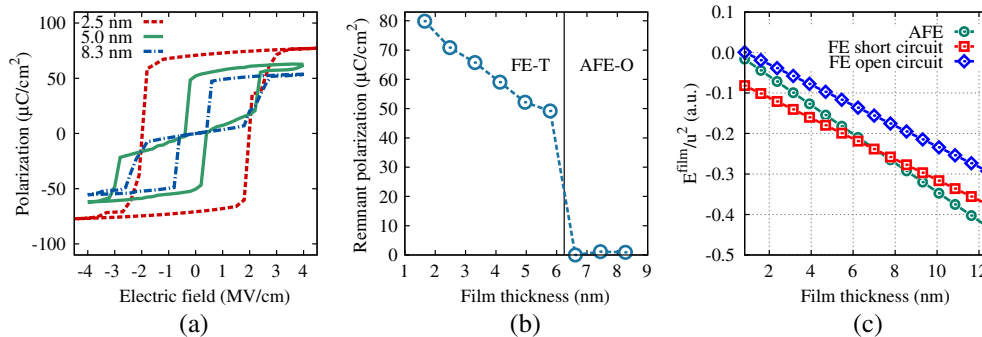 2.5 nm
5.0 nm
8.3 nm
100
50
0
-50
-100
Polarization (μC/cm²)
-4 -3 -2 -1 0 1 2 3 4
Electric field (MV/cm)
(a)
80
70
60
50
40
30
20
10
0
Remnant polarization (μC/cm²)
FE-T AFE-O
1 2 3 4 5 6 7 8 9
Film thickness (nm)
(b)
AFE
FE short circuit
FE open circuit
0.0
-0.1
-0.2
-0.3
-0.4
-0.5
E^film/u² (a.u.)
2 4 6 8 10 12
Film thickness (nm)
(c)